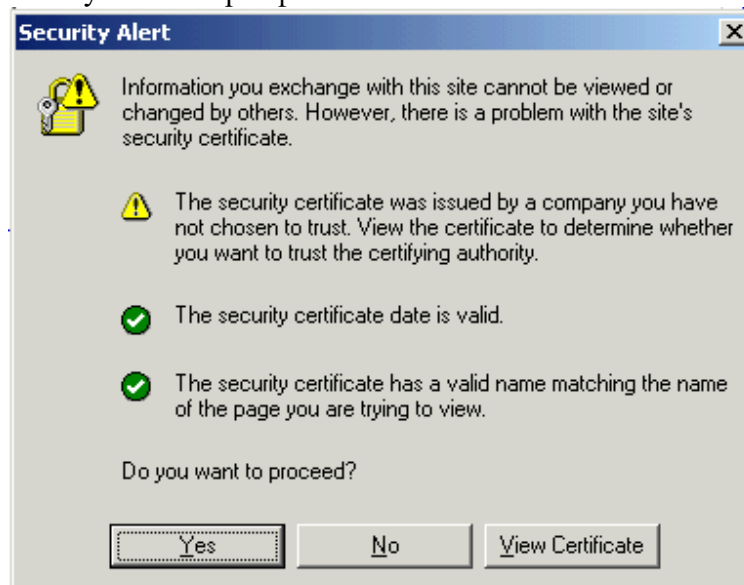 Security Alert
Information you exchange with this site cannot be viewed or
changed by others. However, there is a problem with the site's
security certificate.
The security certificate was issued by a company you have
not chosen to trust. View the certificate to determine whether
you want to trust the certifying authority.
The security certificate date is valid.
The security certificate has a valid name matching the name
of the page you are trying to view.
Do you want to proceed?
Yes No View Certificate